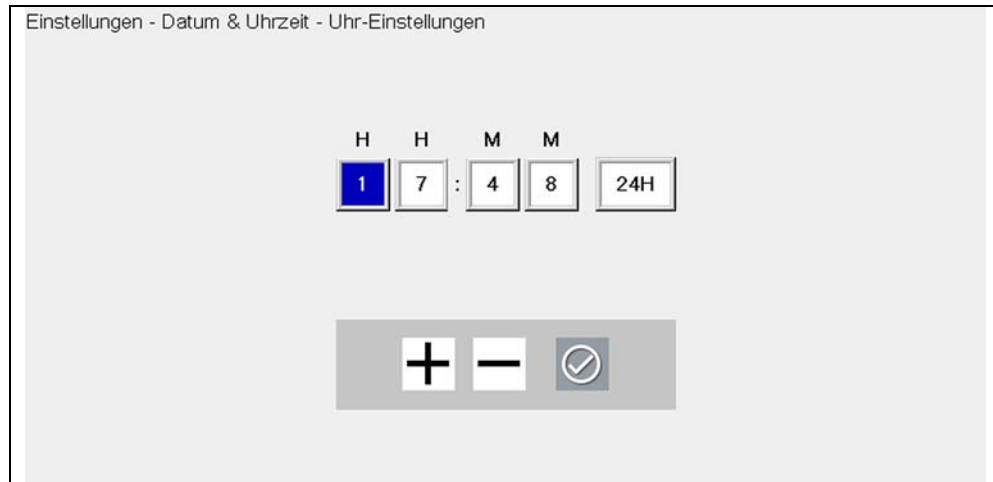 Einstellungen - Datum & Uhrzeit - Uhr-Einstellungen
H H M M
1 7 : 4 8 24H